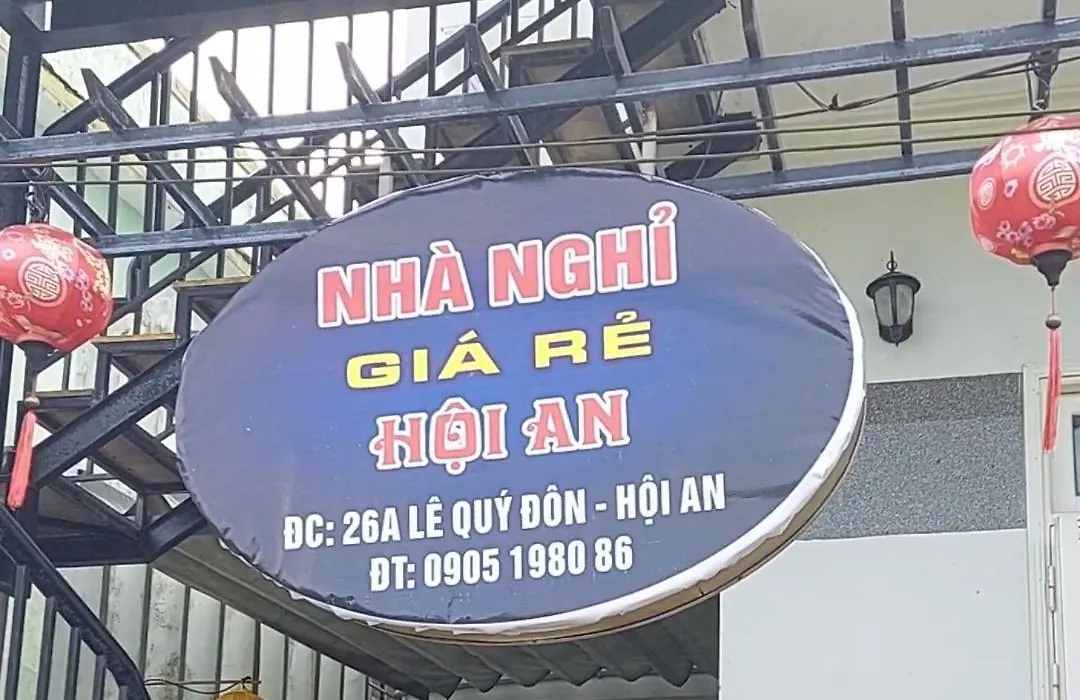 NHÀ NGHỈ
GIÁ RẺ
HỘI AN
ĐC: 26A LÊ QUÝ ĐÔN - HỘI AN
ĐT: 0905 1980 86